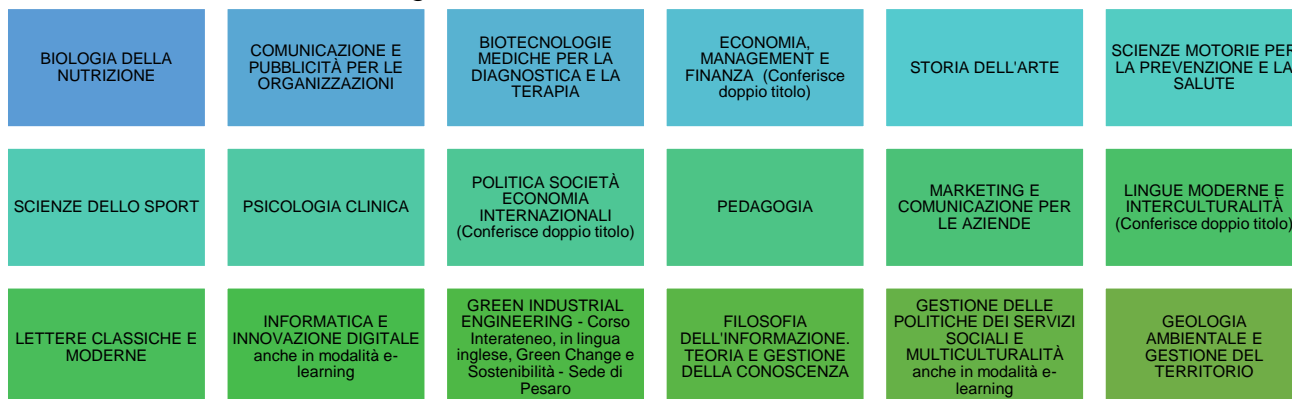 BIOLOGIA DELLA
NUTRIZIONE
COMUNICAZIONE E
PUBBLICITÀ PER LE
ORGANIZZAZIONI
BIOTECNOLOGIE
MEDICHE PER LA
DIAGNOSTICA E LA
TERAPIA
ECONOMIA,
MANAGEMENT E
FINANZA (Conferisce
doppio titolo)
STORIA DELL'ARTE
SCIENZE MOTORIE PER
LA PREVENZIONE E LA
SALUTE
SCIENZE DELLO SPORT
PSICOLOGIA CLINICA
POLITICA SOCIETÀ
ECONOMIA
INTERNAZIONALI
(Conferisce doppio titolo)
PEDAGOGIA
MARKETING E
COMUNICAZIONE PER
LE AZIENDE
LINGUE MODERNE E
INTERCULTURALITÀ
(Conferisce doppio titolo)
LETTERE CLASSICHE E
MODERNE
INFORMATICA E
INNOVAZIONE DIGITALE
anche in modalità e-
learning
GREEN INDUSTRIAL
ENGINEERING - Corso
Interateneo, in lingua
inglese, Green Change e
Sostenibilità - Sede di
Pesaro
FILOSOFIA
DELL'INFORMAZIONE.
TEORIA E GESTIONE
DELLA CONOSCENZA
GESTIONE DELLE
POLITICHE DEI SERVIZI
SOCIALI E
MULTICULTURALITÀ
anche in modalità e-
learning
GEOLOGIA
AMBIENTALE E
GESTIONE DEL
TERRITORIO